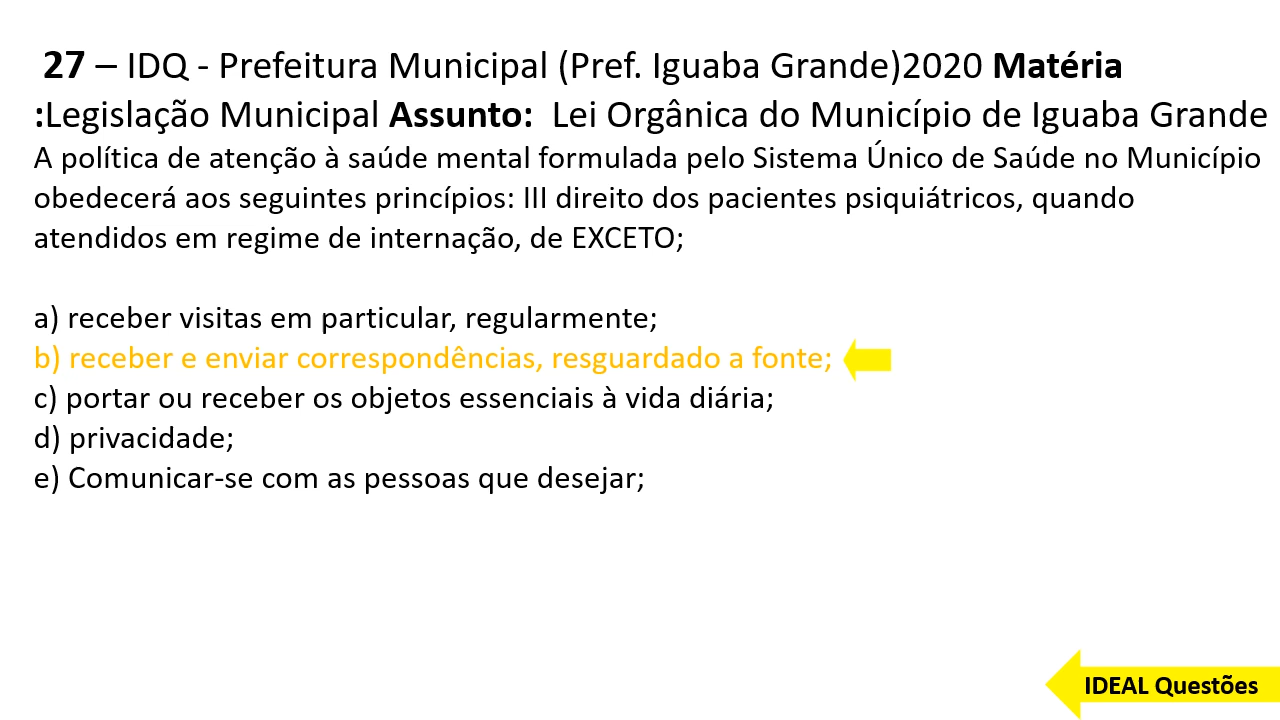 27 – IDQ - Prefeitura Municipal (Pref. Iguaba Grande)2020 Matéria
:Legislação Municipal Assunto:  Lei Orgânica do Município de Iguaba Grande
A política de atenção à saúde mental formulada pelo Sistema Único de Saúde no Município
obedecerá aos seguintes princípios: III direito dos pacientes psiquiátricos, quando
atendidos em regime de internação, de EXCETO;
a) receber visitas em particular, regularmente;
b) receber e enviar correspondências, resguardado a fonte;
c) portar ou receber os objetos essenciais à vida diária;
d) privacidade;
e) Comunicar-se com as pessoas que desejar;
IDEAL Questões